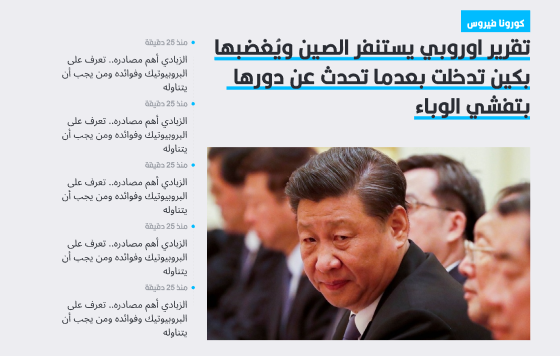 كورونا فيروس
تقرير اوروبي يستنفر الصين ويُغضبها
بكين تدخلت بعدما تحدث عن دورها
بتفشي الوباء
منذ 25 دقيقة
الزبادي أهم مصادره.. تعرف على
البروبيوتيك وفوائده ومن يجب أن
يتناوله
منذ 25 دقيقة
الزبادي أهم مصادره.. تعرف على
البروبيوتيك وفوائده ومن يجب أن
يتناوله
منذ 25 دقيقة
الزبادي أهم مصادره.. تعرف على
البروبيوتيك وفوائده ومن يجب أن
يتناوله
منذ 25 دقيقة
الزبادي أهم مصادره.. تعرف على
البروبيوتيك وفوائده ومن يجب أن
يتناوله
منذ 25 دقيقة
الزبادي أهم مصادره.. تعرف على
البروبيوتيك وفوائده ومن يجب أن
يتناوله